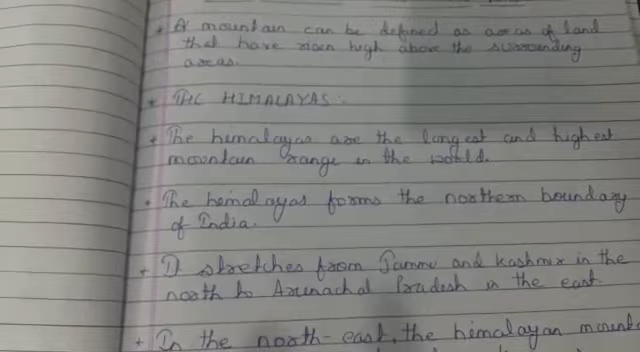 A mountain can be defined as areas of land
that have risen high above the surrounding
areas.
THE HIMALAYAS:
The himalayas are the longest and highest
mountain range in the world.
The himalayas forms the northern boundary
of India.
It stretches from Jammu and kashmir in the
north to Arunachal Pradesh in the east.
In the north-east, the himalayan